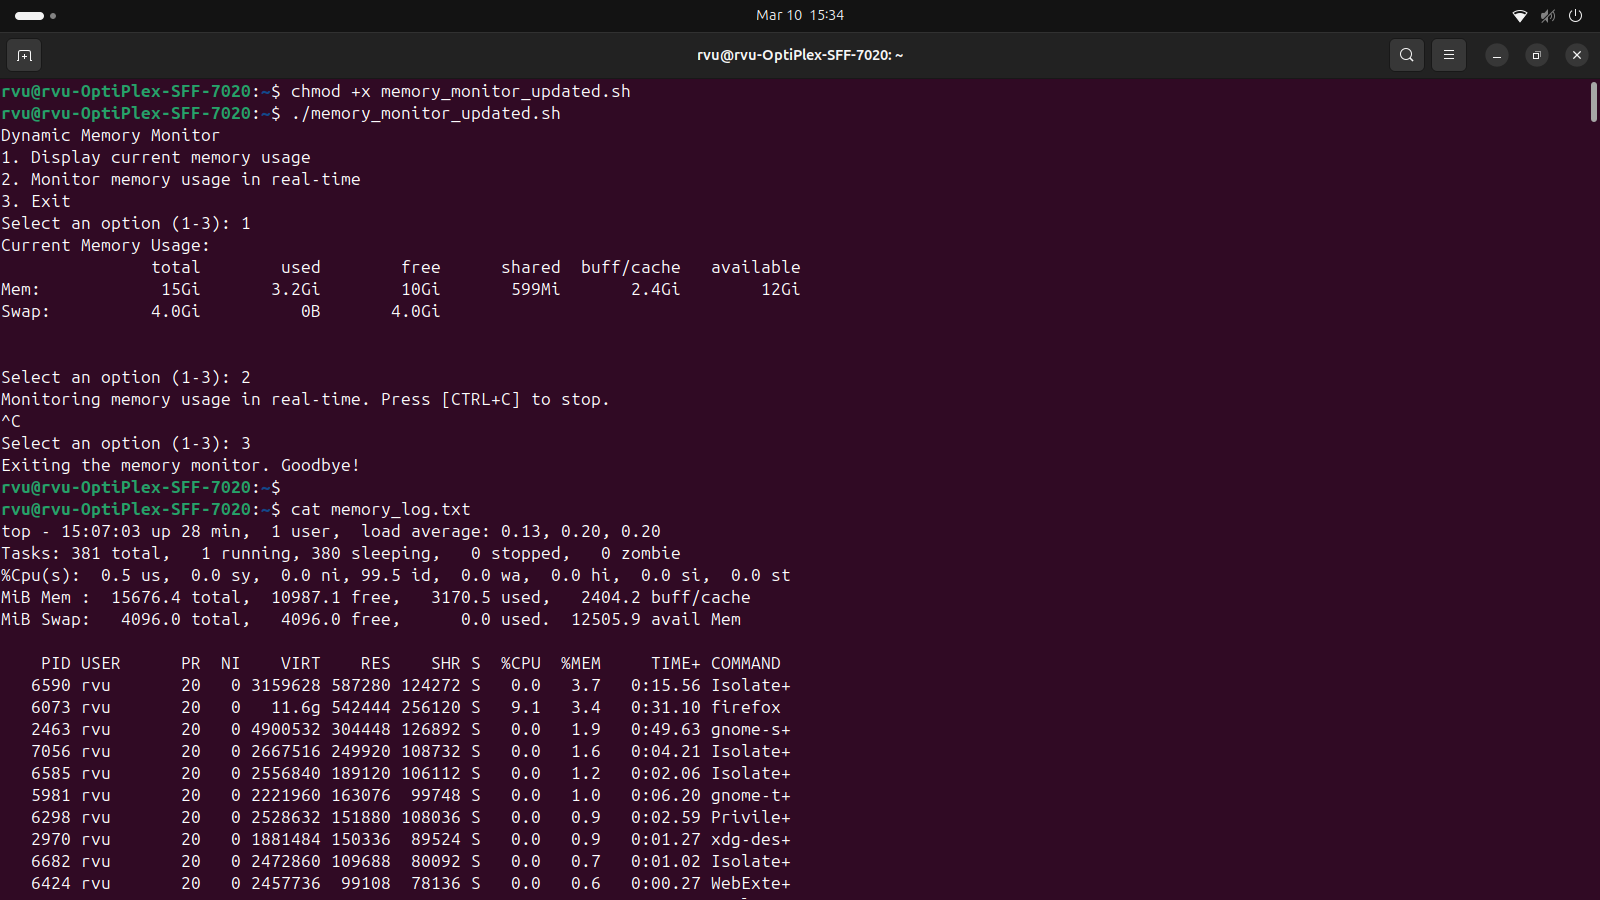 Mar 10  15:34
rvu@rvu-OptiPlex-SFF-7020: ~
rvu@rvu-OptiPlex-SFF-7020:~$ chmod +x memory_monitor_updated.sh
rvu@rvu-OptiPlex-SFF-7020:~$ ./memory_monitor_updated.sh
Dynamic Memory Monitor
1. Display current memory usage
2. Monitor memory usage in real-time
3. Exit
Select an option (1-3): 1
Current Memory Usage:
               total        used        free      shared  buff/cache   available
Mem:            15Gi       3.2Gi        10Gi       599Mi       2.4Gi        12Gi
Swap:          4.0Gi          0B       4.0Gi
Select an option (1-3): 2
Monitoring memory usage in real-time. Press [CTRL+C] to stop.
^C
Select an option (1-3): 3
Exiting the memory monitor. Goodbye!
rvu@rvu-OptiPlex-SFF-7020:~$
rvu@rvu-OptiPlex-SFF-7020:~$ cat memory_log.txt
top - 15:07:03 up 28 min,  1 user,  load average: 0.13, 0.20, 0.20
Tasks: 381 total,   1 running, 380 sleeping,   0 stopped,   0 zombie
%Cpu(s):  0.5 us,  0.0 sy,  0.0 ni, 99.5 id,  0.0 wa,  0.0 hi,  0.0 si,  0.0 st
MiB Mem :  15676.4 total,  10987.1 free,   3170.5 used,   2404.2 buff/cache
MiB Swap:   4096.0 total,   4096.0 free,      0.0 used.  12505.9 avail Mem
    PID USER      PR  NI    VIRT    RES    SHR S  %CPU  %MEM     TIME+ COMMAND
   6590 rvu       20   0 3159628 587280 124272 S   0.0   3.7   0:15.56 Isolate+
   6073 rvu       20   0   11.6g 542444 256120 S   9.1   3.4   0:31.10 firefox
   2463 rvu       20   0 4900532 304448 126892 S   0.0   1.9   0:49.63 gnome-s+
   7056 rvu       20   0 2667516 249920 108732 S   0.0   1.6   0:04.21 Isolate+
   6585 rvu       20   0 2556840 189120 106112 S   0.0   1.2   0:02.06 Isolate+
   5981 rvu       20   0 2221960 163076  99748 S   0.0   1.0   0:06.20 gnome-t+
   6298 rvu       20   0 2528632 151880 108036 S   0.0   0.9   0:02.59 Privile+
   2970 rvu       20   0 1881484 150336  89524 S   0.0   0.9   0:01.27 xdg-des+
   6682 rvu       20   0 2472860 109688  80092 S   0.0   0.7   0:01.02 Isolate+
   6424 rvu       20   0 2457736  99108  78136 S   0.0   0.6   0:00.27 WebExte+